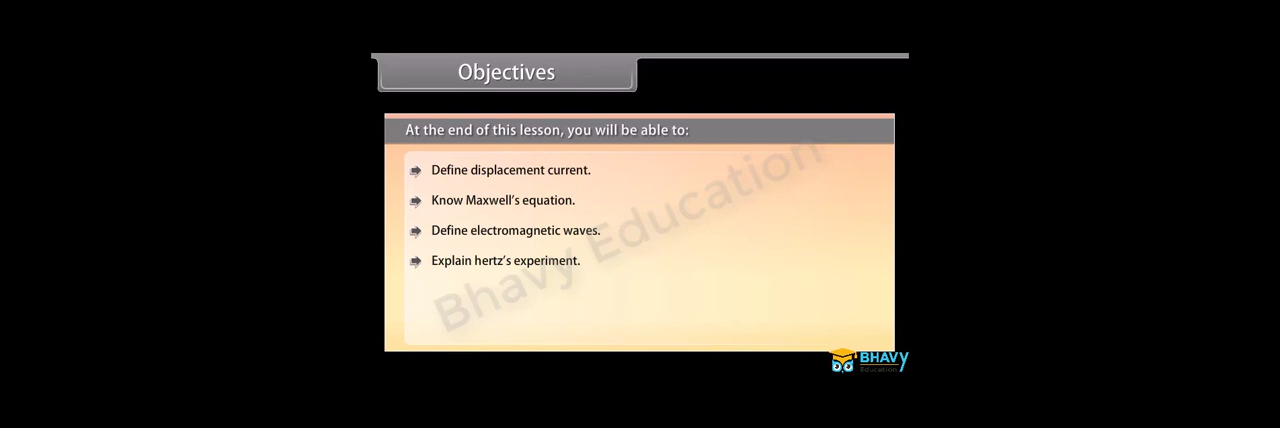 Objectives
At the end of this lesson, you will be able to:
Define displacement current.
Know Maxwell's equation.
Define electromagnetic waves.
Explain hertz's experiment.
Bhavy Education
BHAVY
Education